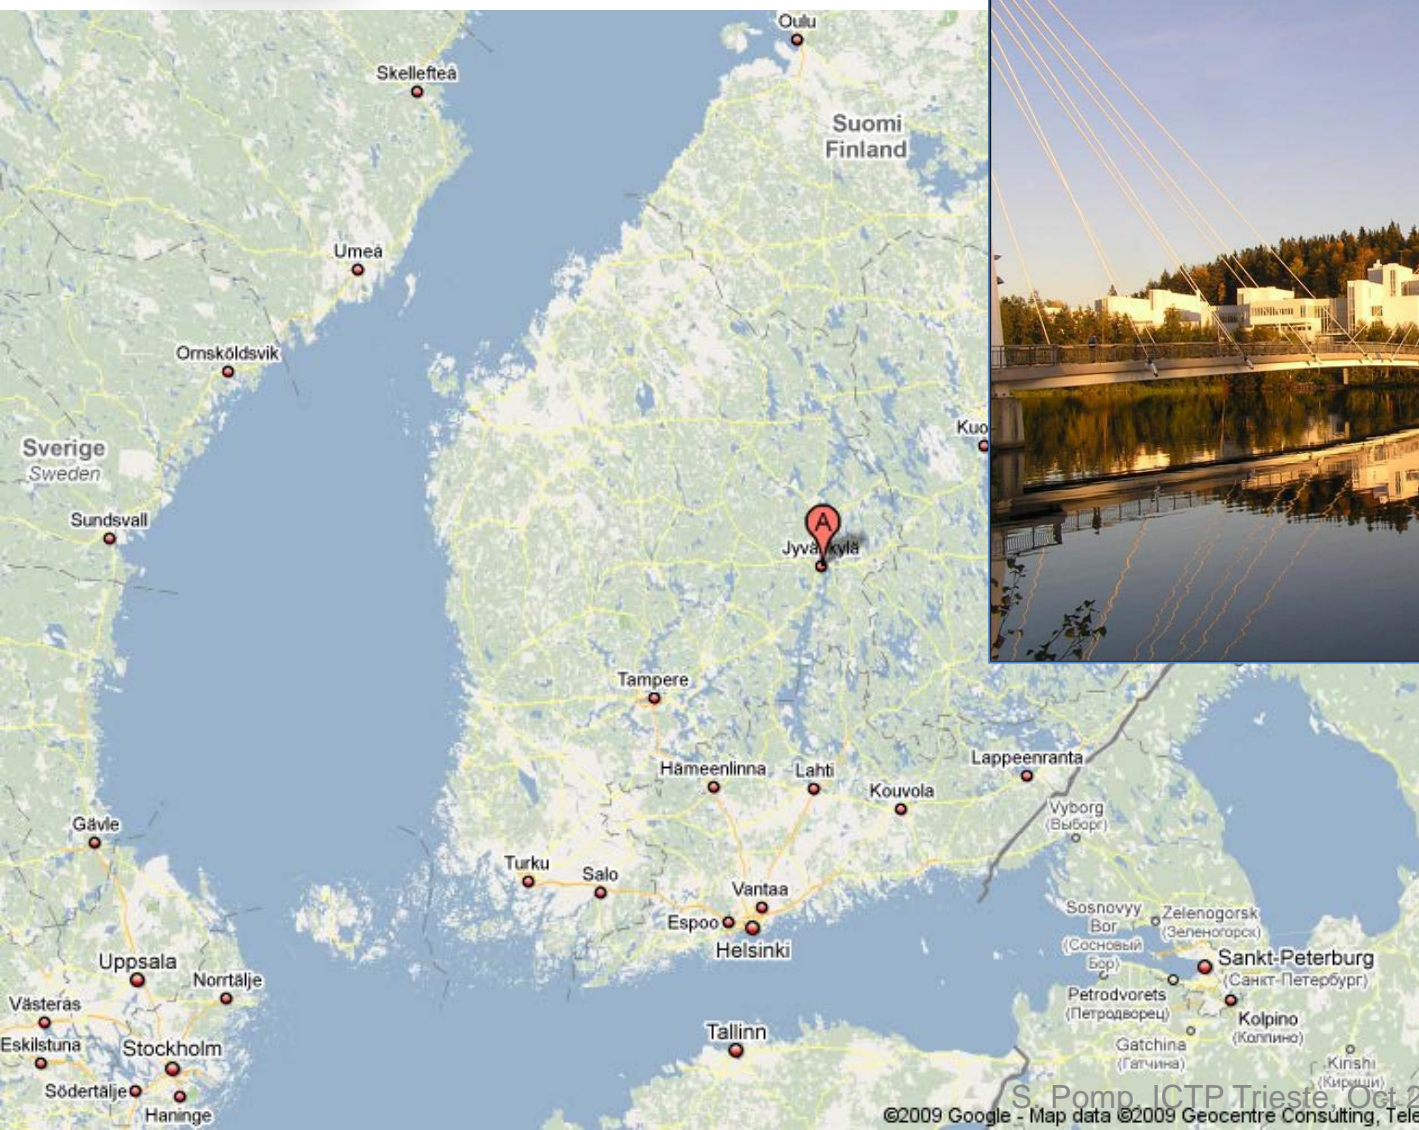 Oulu
Skellefteå
Suomi
Finland
Umeå
Ornsköldsvik
Sverige
Sweden
Kuo
Sundsvall
A
Tampere
Lappeenranta
Hämeenlinna
Lahti
Kouvola
Vyborg
(Выборг)
Gävle
Turku
Salo
Vantaa
Espoo
Helsinki
Sosnovyy
Bor
(Сосновый
Бор)
Zelenogorsk
(Зеленогорск)
Sankt-Peterburg
(Санкт-Петербург)
Uppsala
Norrtälje
Petrodvorets
(Петродворец)
Kolpino
(Колпино)
Västerås
Tallinn
Gatchina
(Гатчина)
Eskilstuna
Stockholm
Kirishi
(Кириши)
Södertälje
Haninge
S. Pomp, ICTP Trieste, Oct 2
©2009 Google - Map data ©2009 Geocentre Consulting, Tele